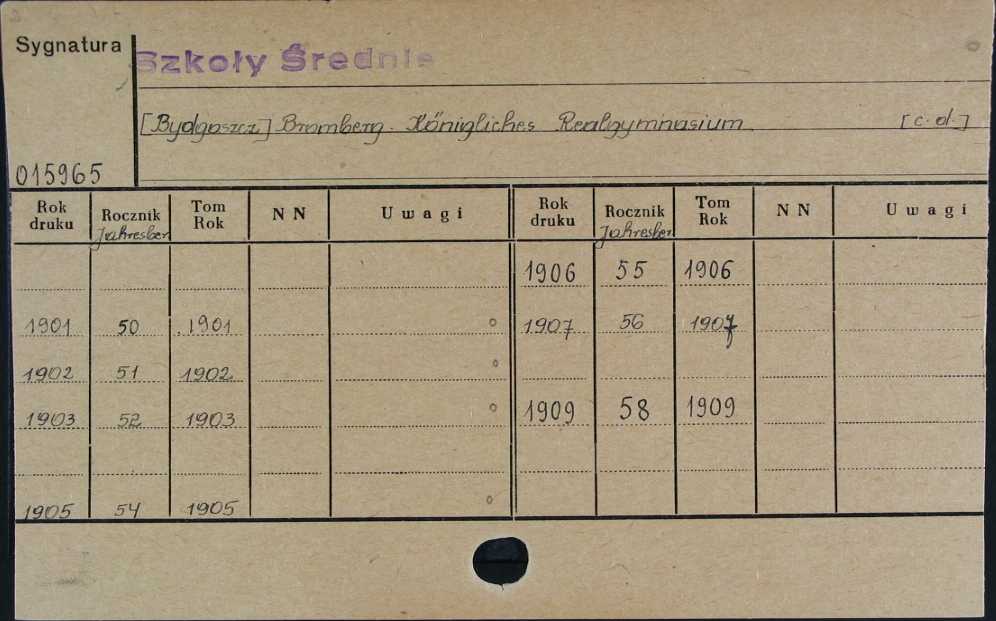 Sygnatura
Szkoły Średnie
[Bydgoszcz] Bromberg. Königliches Realgymnasium [c.d.]
015965
Rok druku Rocznik Jahresber Tom Rok NN Uwagi Rok druku Rocznik Jahresber Tom Rok NN Uwagi
1906 55 1906
1901 50 1901 1907 56 1907
1902 51 1902
1903 52 1903 1909 58 1909
1905 54 1905